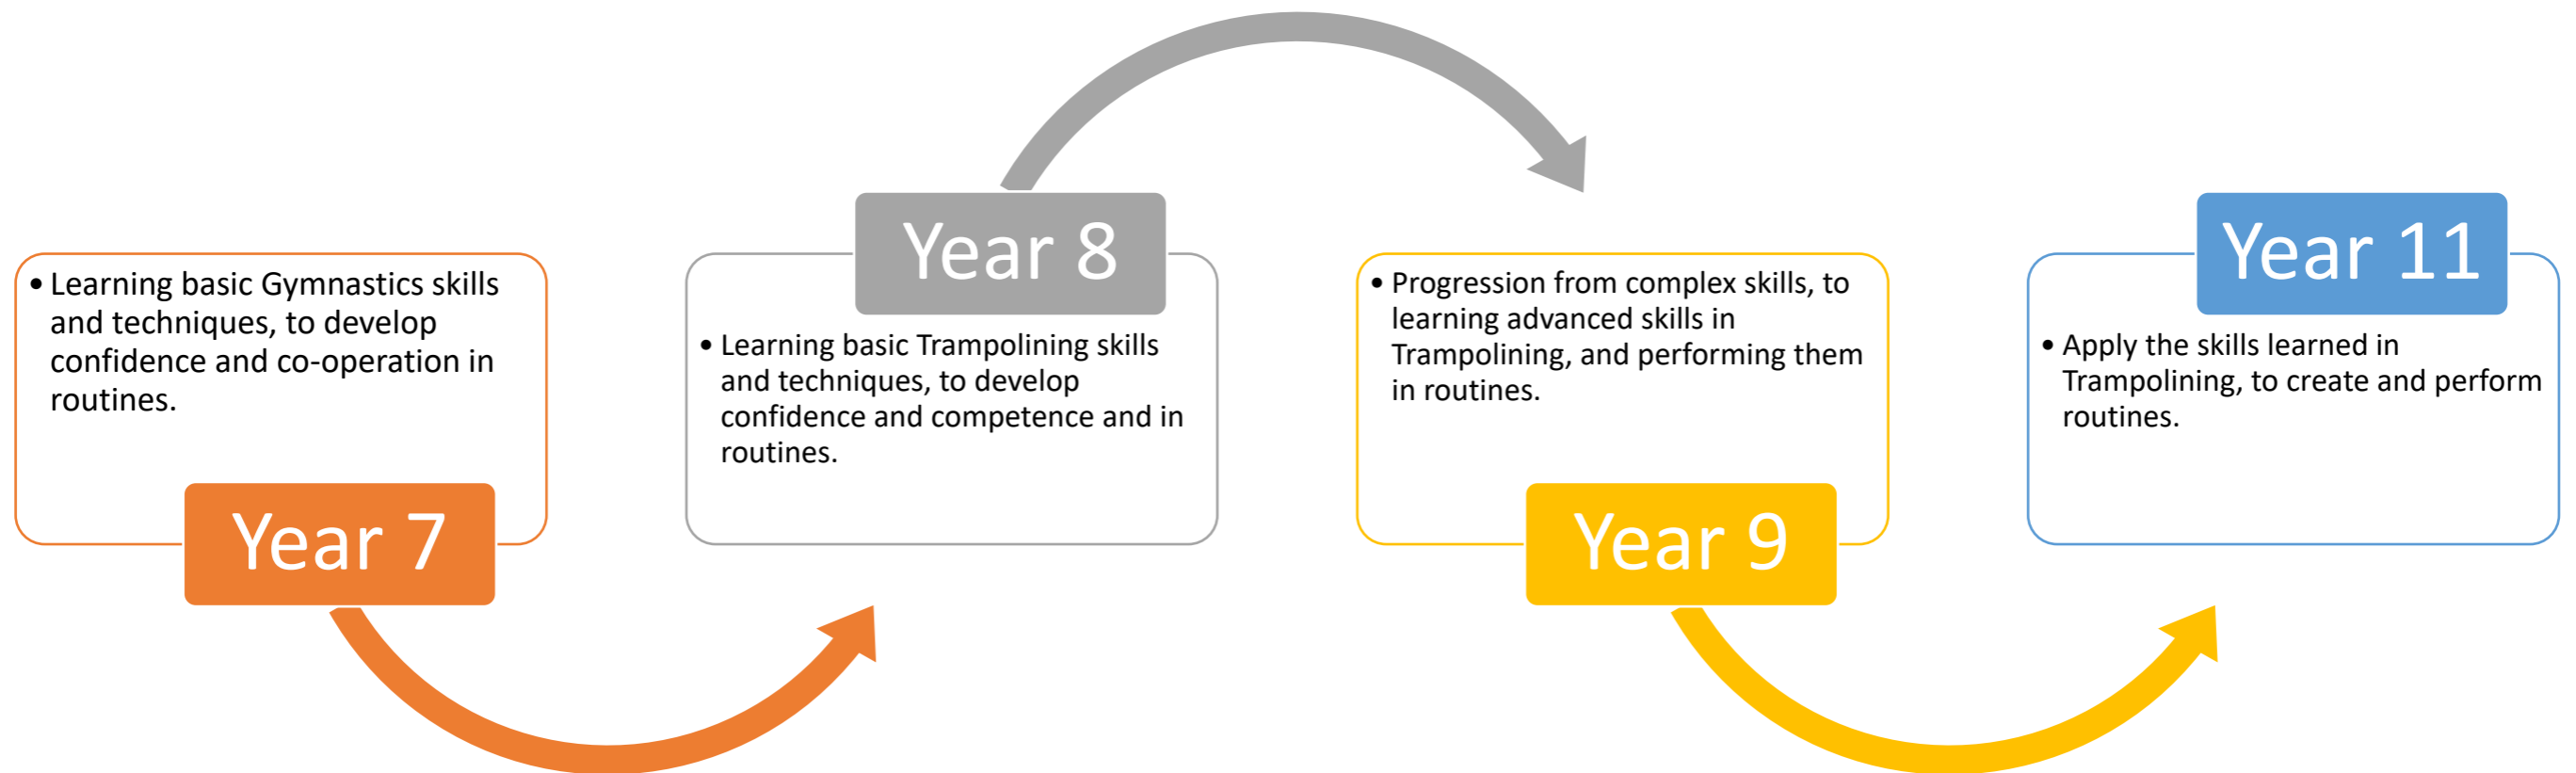 • Learning basic Gymnastics skills
and techniques, to develop
confidence and co-operation in
routines.
Year 7
Year 8
• Learning basic Trampolining skills
and techniques, to develop
confidence and competence and in
routines.
• Progression from complex skills, to
learning advanced skills in
Trampolining, and performing them
in routines.
Year 9
Year 11
• Apply the skills learned in
Trampolining, to create and perform
routines.